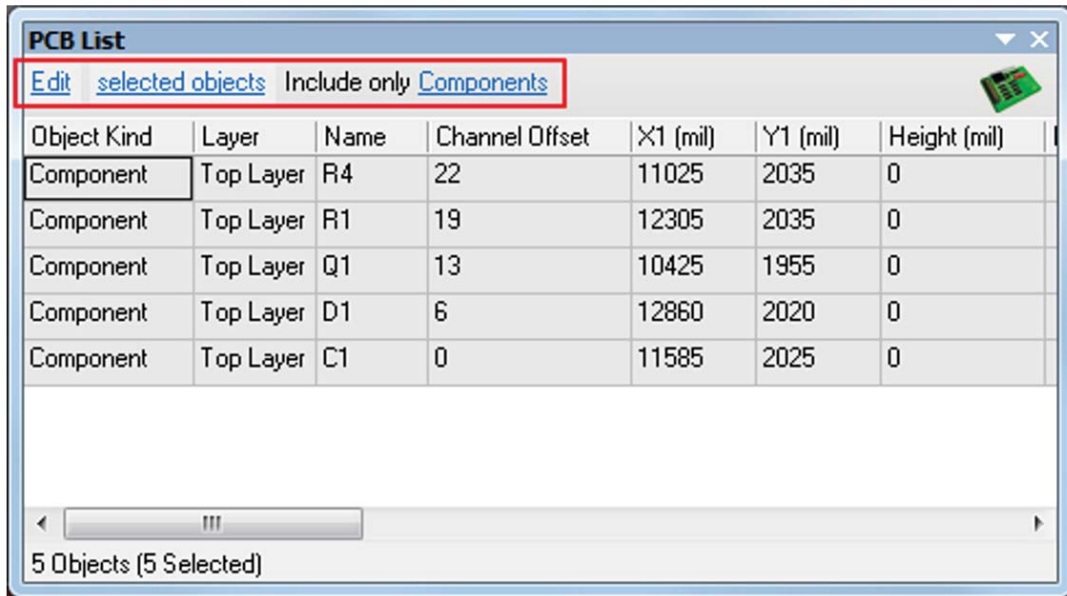 PCB List
Edit selected objects Include only Components
Object Kind Layer Name Channel Offset X1 (mil) Y1 (mil) Height (mil)
Component Top Layer R4 22 11025 2035 0
Component Top Layer R1 19 12305 2035 0
Component Top Layer Q1 13 10425 1955 0
Component Top Layer D1 6 12860 2020 0
Component Top Layer C1 0 11585 2025 0
5 Objects (5 Selected)